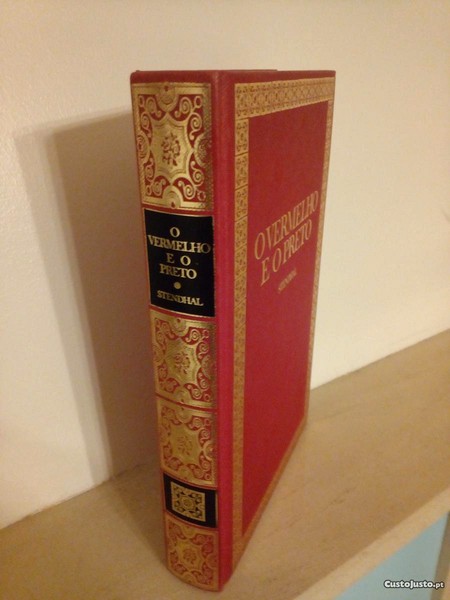 O
VERMELHO
E O
PRETO
STENDHAL
O VERMELHO
E O PRETO
STENDHAL
CustoJusto.pt